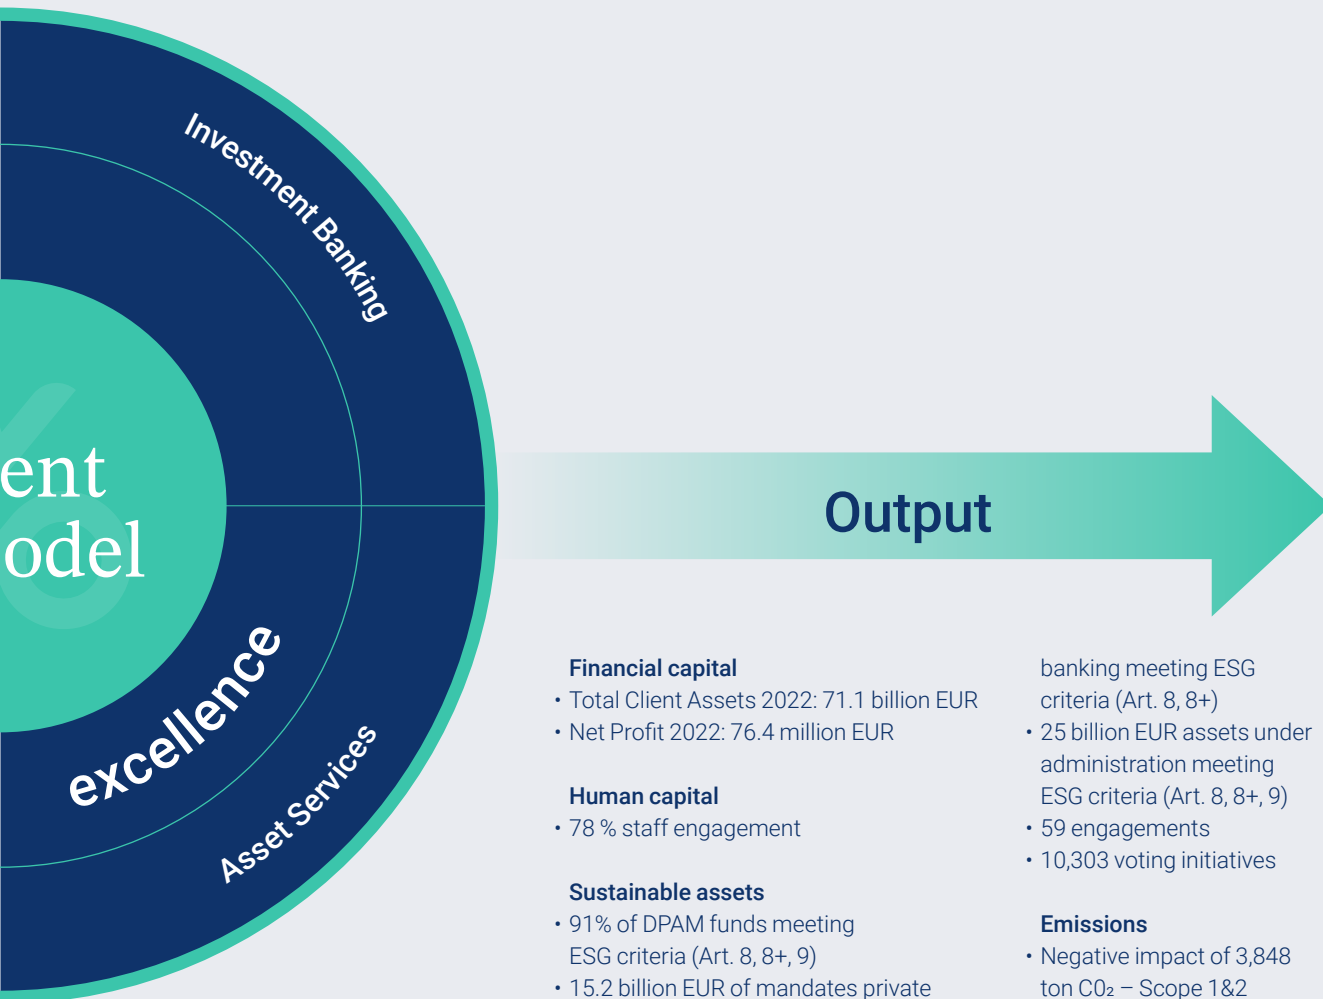 Investment Banking
ent
odel
excellence
Asset Services
Output
Financial capital
• Total Client Assets 2022: 71.1 billion EUR
• Net Profit 2022: 76.4 million EUR
Human capital
• 78 % staff engagement
Sustainable assets
• 91% of DPAM funds meeting
ESG criteria (Art. 8, 8+, 9)
• 15.2 billion EUR of mandates private
banking meeting ESG
criteria (Art. 8, 8+)
• 25 billion EUR assets under
administration meeting
ESG criteria (Art. 8, 8+, 9)
• 59 engagements
• 10,303 voting initiatives
Emissions
• Negative impact of 3,848
ton C0₂ – Scope 1&2